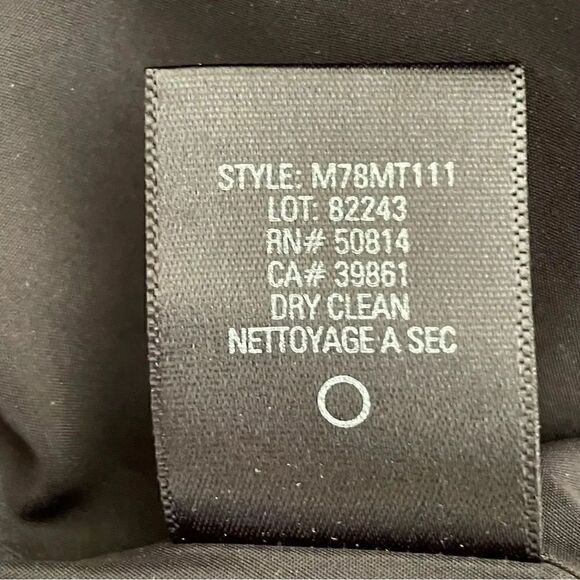 STYLE: M78MT111
LOT: 82243
RN# 50814
CA# 39861
DRY CLEAN
NETTOYAGE A SEC